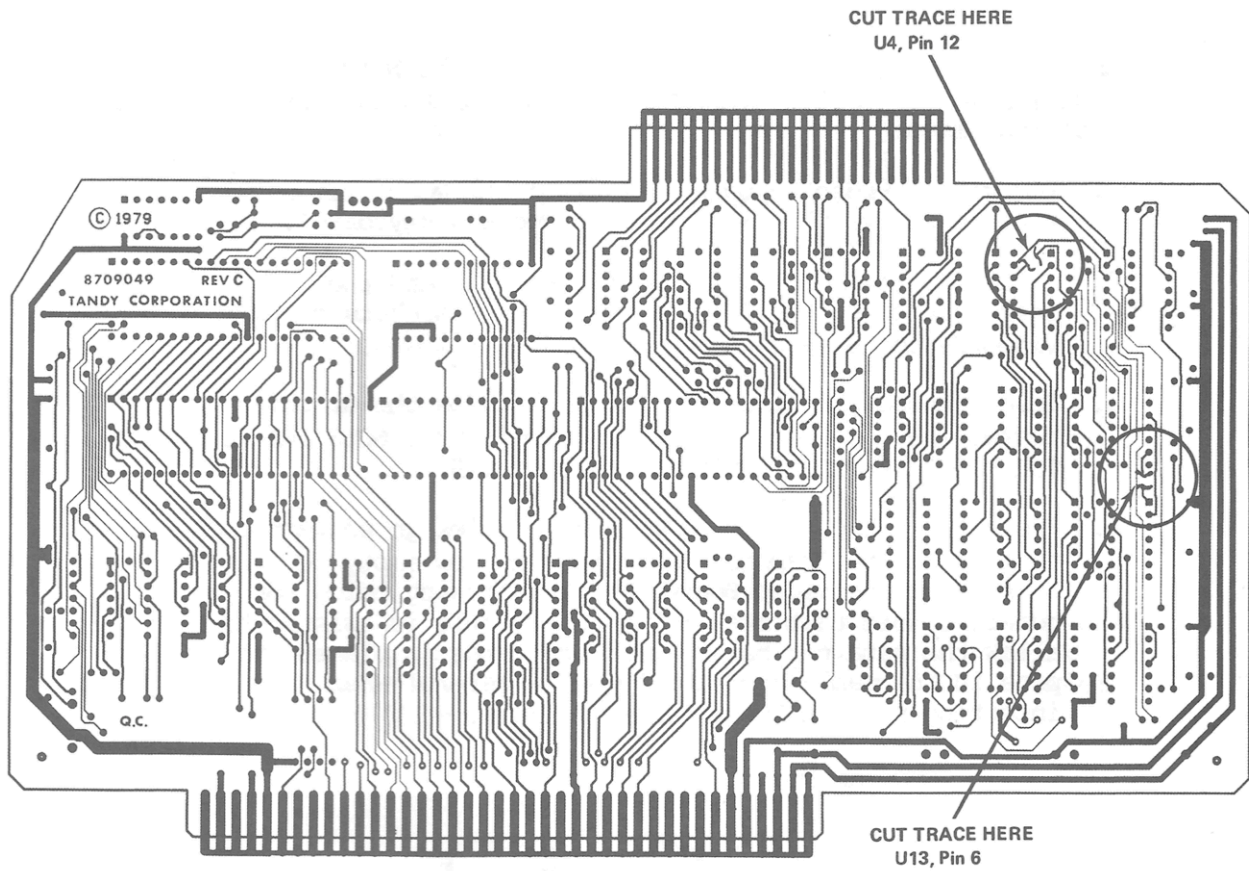 CUT TRACE HERE
U4, Pin 12
© 1979
8709049 REV C
TANDY CORPORATION
Q.C.
CUT TRACE HERE
U13, Pin 6